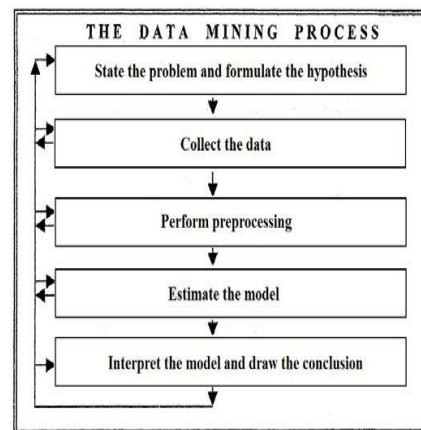 THE DATA MINING PROCESS
State the problem and formulate the hypothesis
Collect the data
Perform preprocessing
Estimate the model
Interpret the model and draw the conclusion